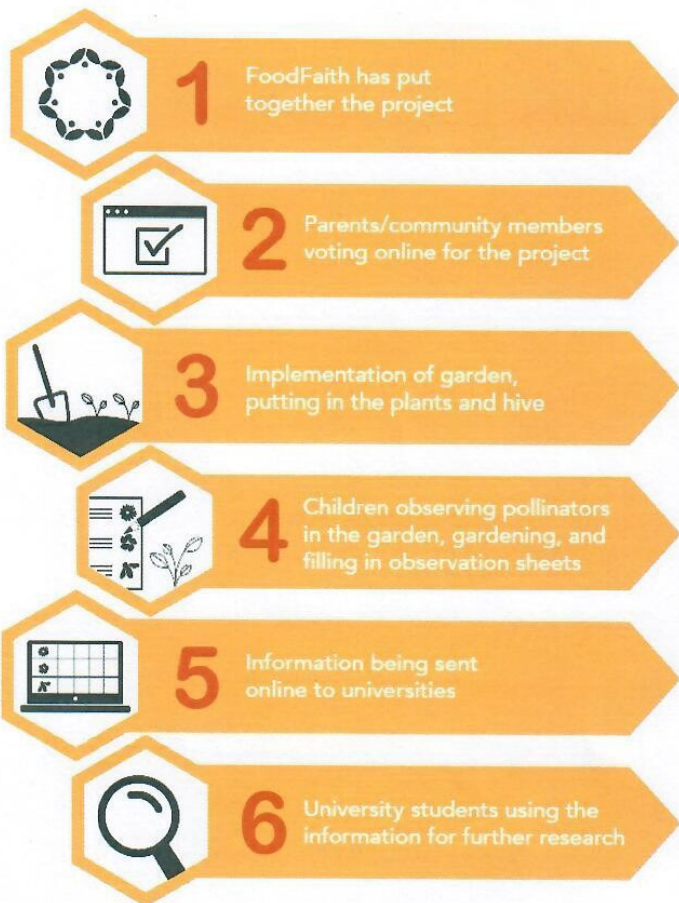 1
FoodFaith has put
together the project
2
Parents/community members
voting online for the project
3
Implementation of garden,
putting in the plants and hive
4
Children observing pollinators
in the garden, gardening, and
filling in observation sheets
5
Information being sent
online to universities
6
University students using the
information for further research